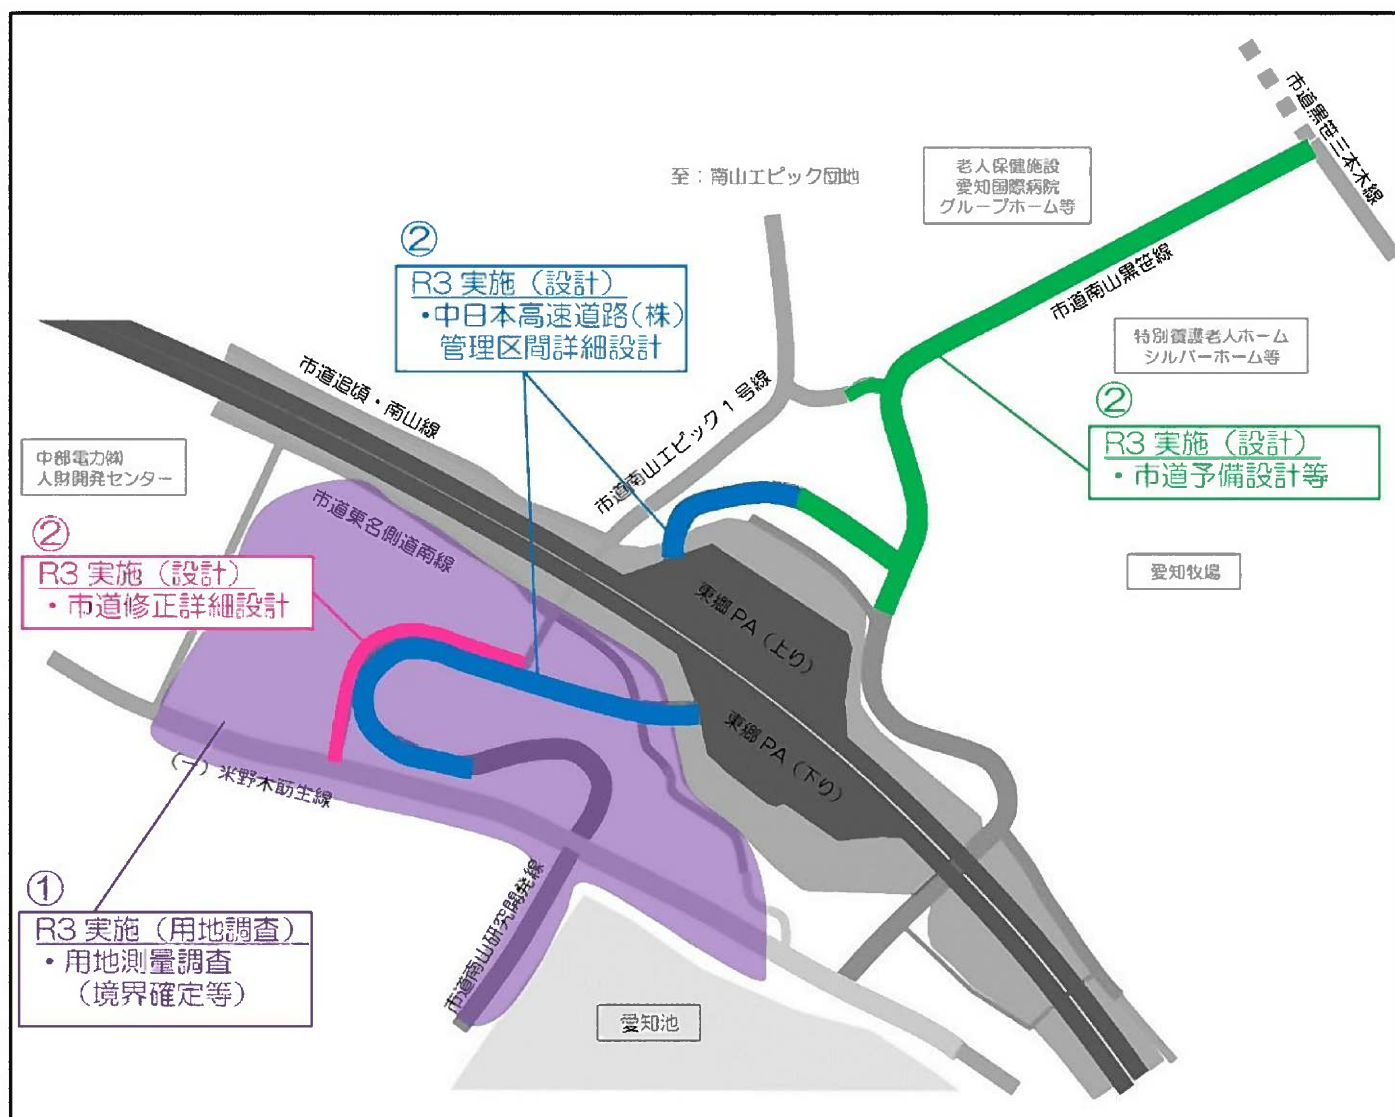 市道黒笹三本木線
至：南山エピック団地
老人保健施設
愛知国際病院
グループホーム等
②
R3 実施（設計）
・中日本高速道路(株)
管理区間詳細設計
市道南山黒笹線
特別養護老人ホーム
シルバーホーム等
市道追頃・南山線
市道南山エピック１号線
②
R3 実施（設計）
・市道予備設計等
中部電力㈱
人財開発センター
市道東名側道南線
②
R3 実施（設計）
・市道修正詳細設計
愛知牧場
東郷PA（上り）
東郷PA（下り）
（一）米野木莇生線
①
R3 実施（用地調査）
・用地測量調査
（境界確定等）
市道南山研究開発線
愛知池